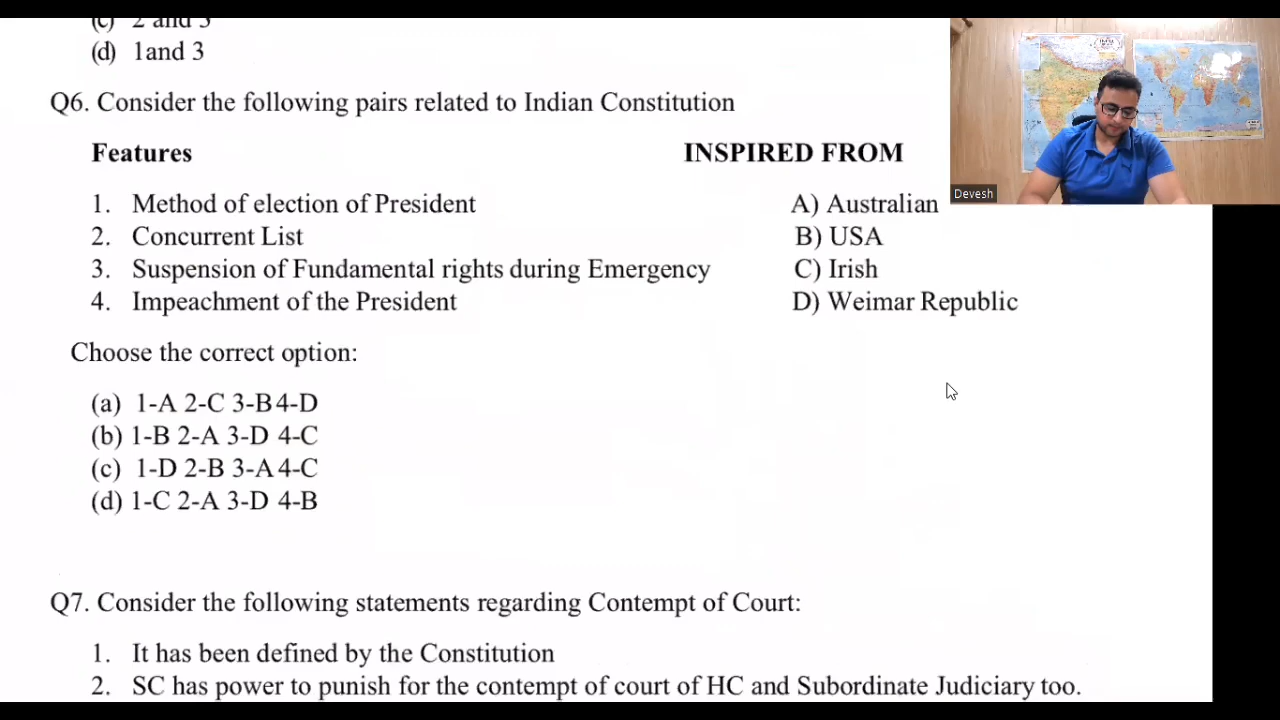 (c) 2 and 3
(d) 1and 3
Q6. Consider the following pairs related to Indian Constitution
Features INSPIRED FROM
1. Method of election of President A) Australian
2. Concurrent List B) USA
3. Suspension of Fundamental rights during Emergency C) Irish
4. Impeachment of the President D) Weimar Republic
Choose the correct option:
(a) 1-A 2-C 3-B 4-D
(b) 1-B 2-A 3-D 4-C
(c) 1-D 2-B 3-A 4-C
(d) 1-C 2-A 3-D 4-B
Q7. Consider the following statements regarding Contempt of Court:
1. It has been defined by the Constitution
2. SC has power to punish for the contempt of court of HC and Subordinate Judiciary too.
Devesh